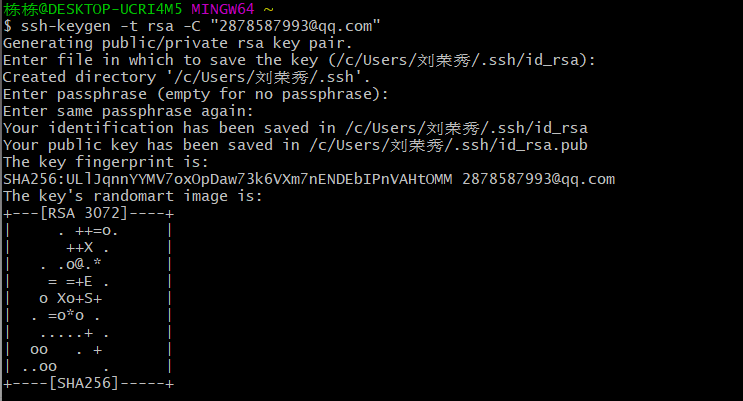 栋栋@DESKTOP-UCRI4M5 MINGW64 ~
$ ssh-keygen -t rsa -C "2878587993@qq.com"
Generating public/private rsa key pair.
Enter file in which to save the key (/c/Users/刘荣秀/.ssh/id_rsa):
Created directory '/c/Users/刘荣秀/.ssh'.
Enter passphrase (empty for no passphrase):
Enter same passphrase again:
Your identification has been saved in /c/Users/刘荣秀/.ssh/id_rsa
Your public key has been saved in /c/Users/刘荣秀/.ssh/id_rsa.pub
The key fingerprint is:
SHA256:ULlJqnnYYMV7oxOpDaw73k6VXm7nENDEbIPnVAHtOMM 2878587993@qq.com
The key's randomart image is:
+---[RSA 3072]----+
|     . ++=o.     |
|      ++X .      |
|   . .o@.*       |
|    = =+E .      |
|   o Xo+S+       |
|  . =o*o .       |
|   .....+ .      |
|  oo   . +       |
| ..oo     .      |
+----[SHA256]-----+